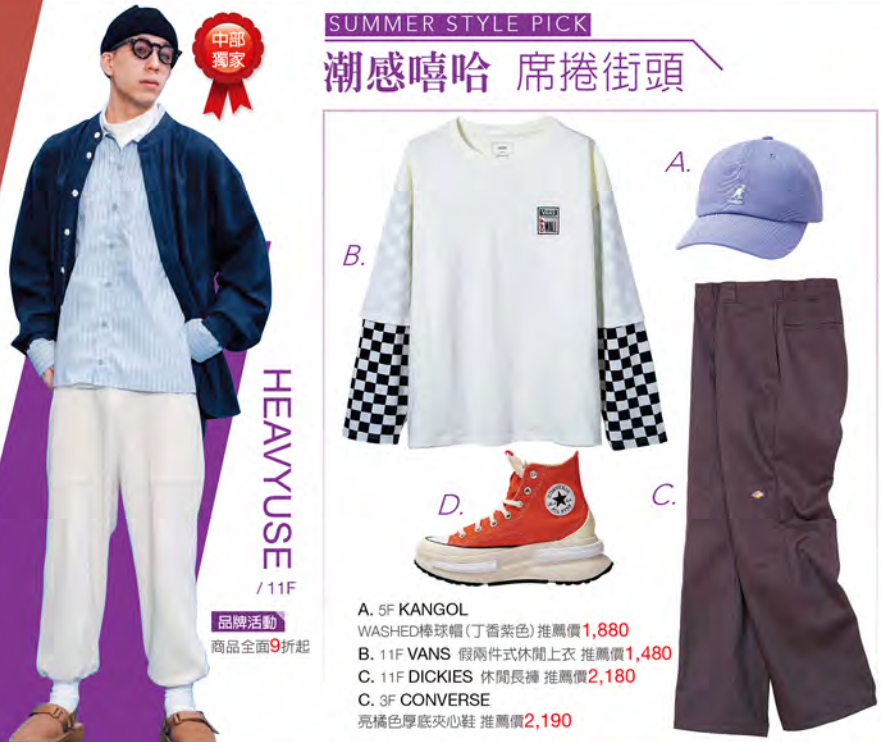 中部
獨家
SUMMER STYLE PICK
潮感嘻哈 席捲街頭
A.
B.
HEAVYUSE
/ 11F
品牌活動
商品全面9折起
D.
C.
A. 5F KANGOL
WASHED棒球帽(丁香紫色) 推薦價1,880
B. 11F VANS 假兩件式休閒上衣 推薦價1,480
C. 11F DICKIES 休閒長褲 推薦價2,180
C. 3F CONVERSE
亮橘色厚底夾心鞋 推薦價2,190